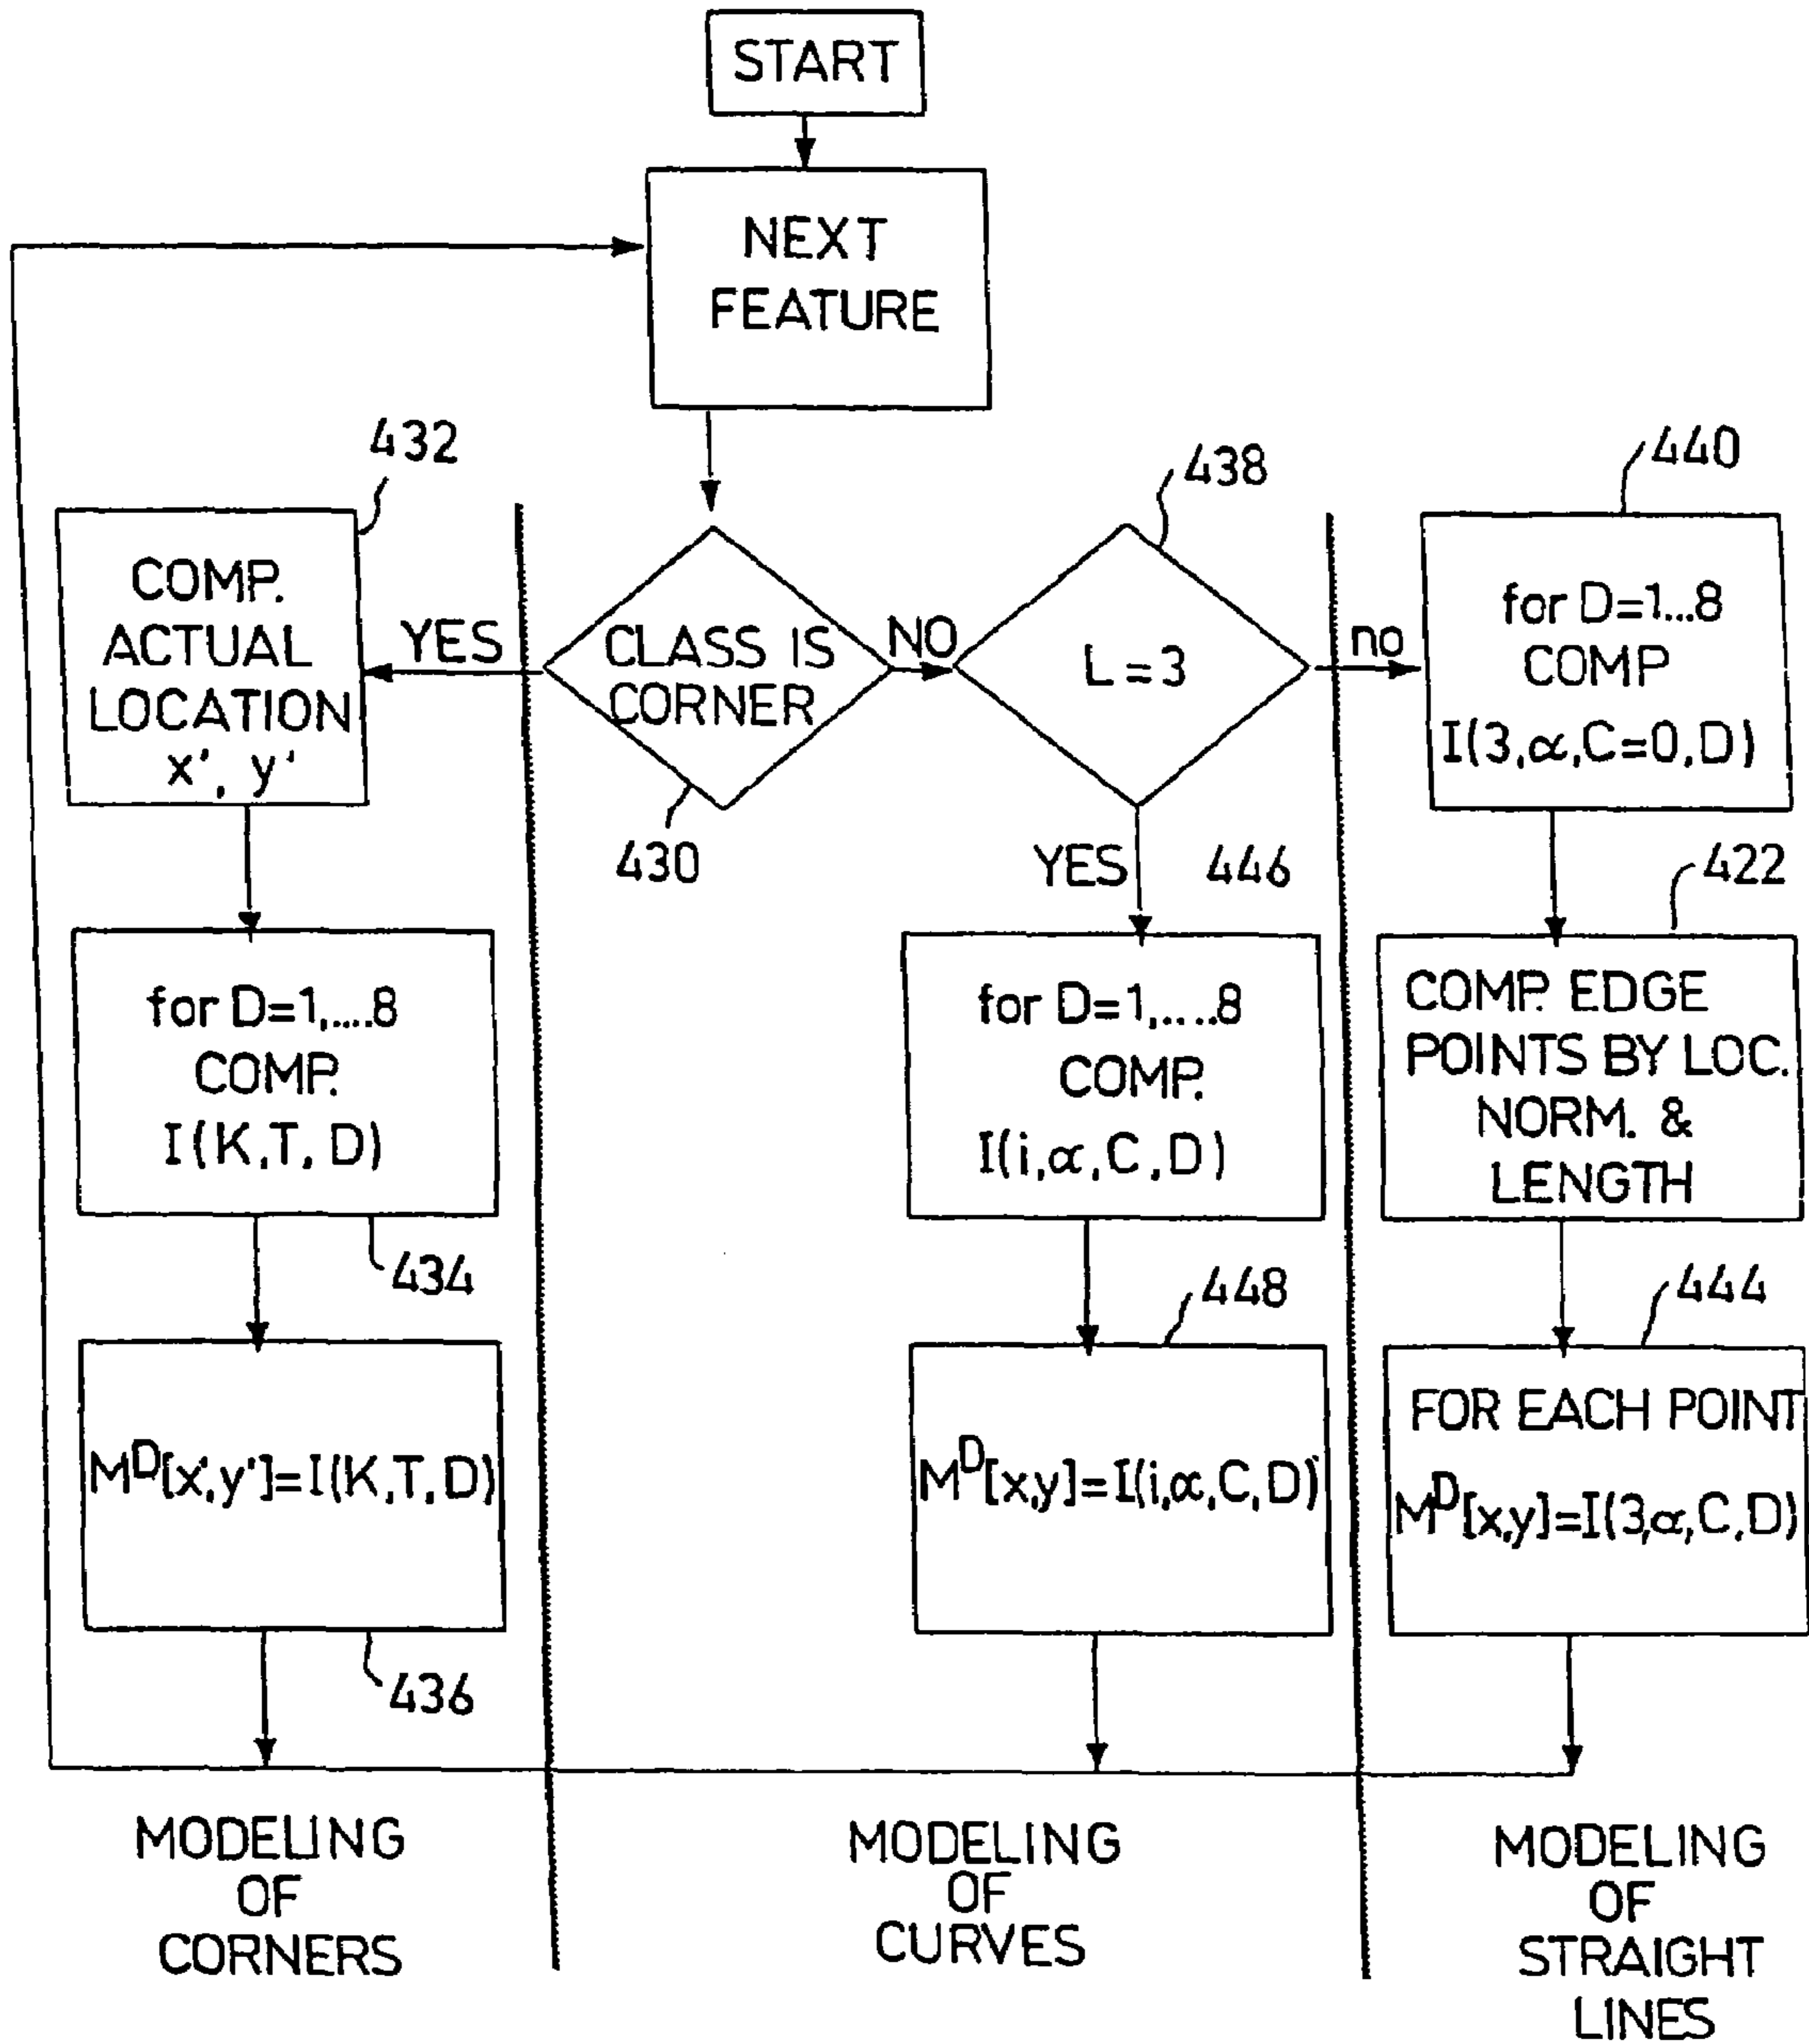 START
NEXT
FEATURE
432
438
440
COMP.
ACTUAL
LOCATION
x', y'
YES
CLASS IS
CORNER
NO
L = 3
no
for D=1...8
COMP
I(3,α,C=0,D)
430
YES
446
422
for D=1,....8
COMP.
I(K,T,D)
for D=1,....8
COMP.
I(i,α,C,D)
COMP. EDGE
POINTS BY LOC.
NORM. &
LENGTH
434
448
444
M^D[x',y']=I(K,T,D)
M^D[x,y]=I(i,α,C,D)
FOR EACH POINT
M^D[x,y]=I(3,α,C,D)
436
MODELING
OF
CORNERS
MODELING
OF
CURVES
MODELING
OF
STRAIGHT
LINES